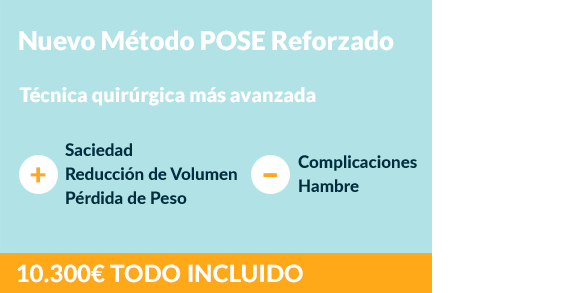 Nuevo Método POSE Reforzado
Técnica quirúrgica más avanzada
+
Saciedad
Reducción de Volumen
Pérdida de Peso
−
Complicaciones
Hambre
10.300€ TODO INCLUIDO